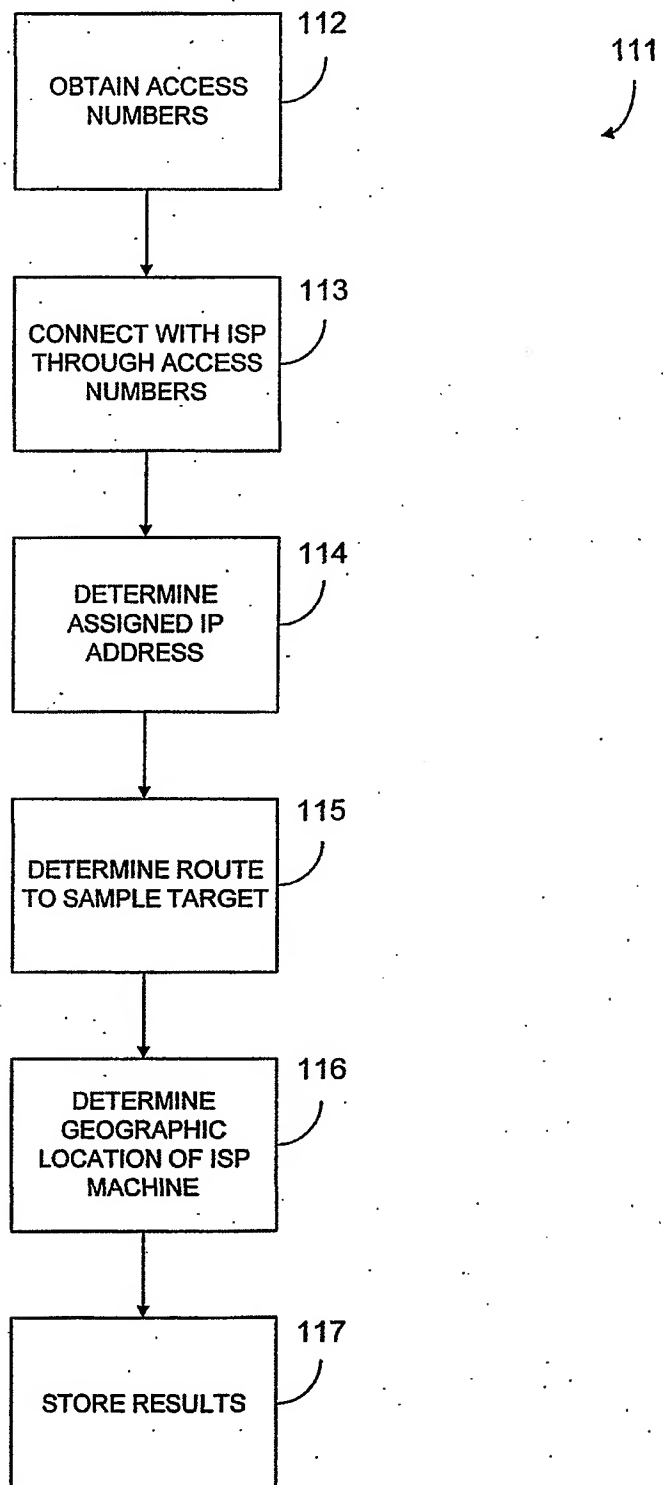 112
111
OBTAIN ACCESS
NUMBERS
113
CONNECT WITH ISP
THROUGH ACCESS
NUMBERS
114
DETERMINE
ASSIGNED IP
ADDRESS
115
DETERMINE ROUTE
TO SAMPLE TARGET
116
DETERMINE
GEOGRAPHIC
LOCATION OF ISP
MACHINE
117
STORE RESULTS